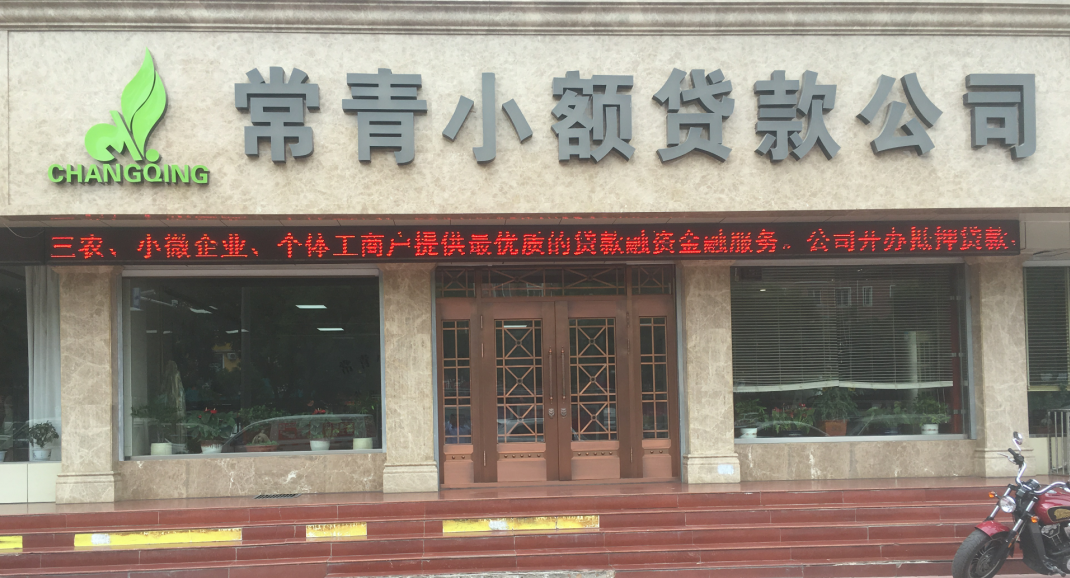 常青小额贷款公司
CHANGQING
三农、小微企业、个体工商户提供最优质的贷款融资金融服务。公司开办抵押贷款、